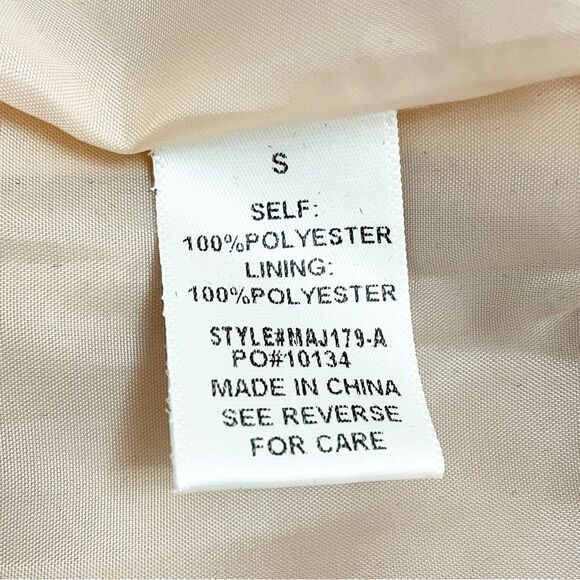 S
SELF:
100%POLYESTER
LINING:
100%POLYESTER
STYLE#MAJ179-A
PO#10134
MADE IN CHINA
SEE REVERSE
FOR CARE